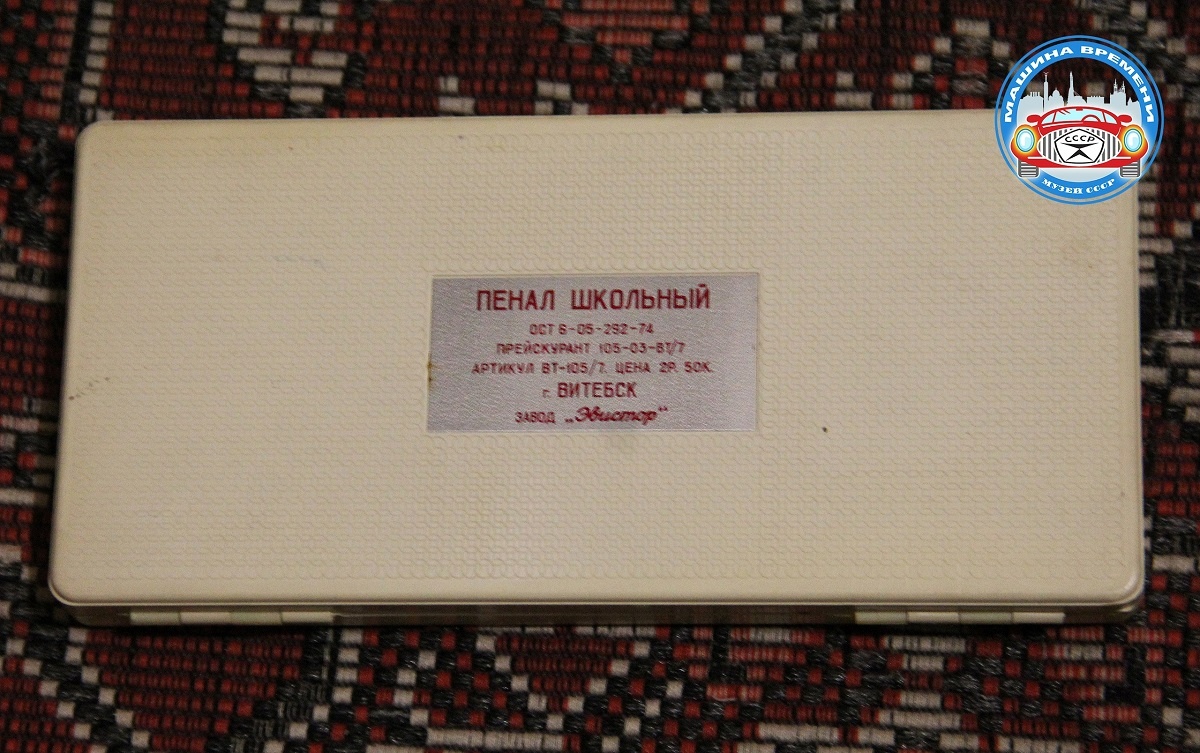 МАШИНА ВРЕМЕНИ
СССР
МУЗЕЙ СССР
ПЕНАЛ ШКОЛЬНЫЙ
ОСТ 6-05-292-74
ПРЕЙСКУРАНТ 105-03-ВТ/7
АРТИКУЛ ВТ-105/7. ЦЕНА 2Р. 50К.
г. ВИТЕБСК
ЗАВОД „Эвистор"